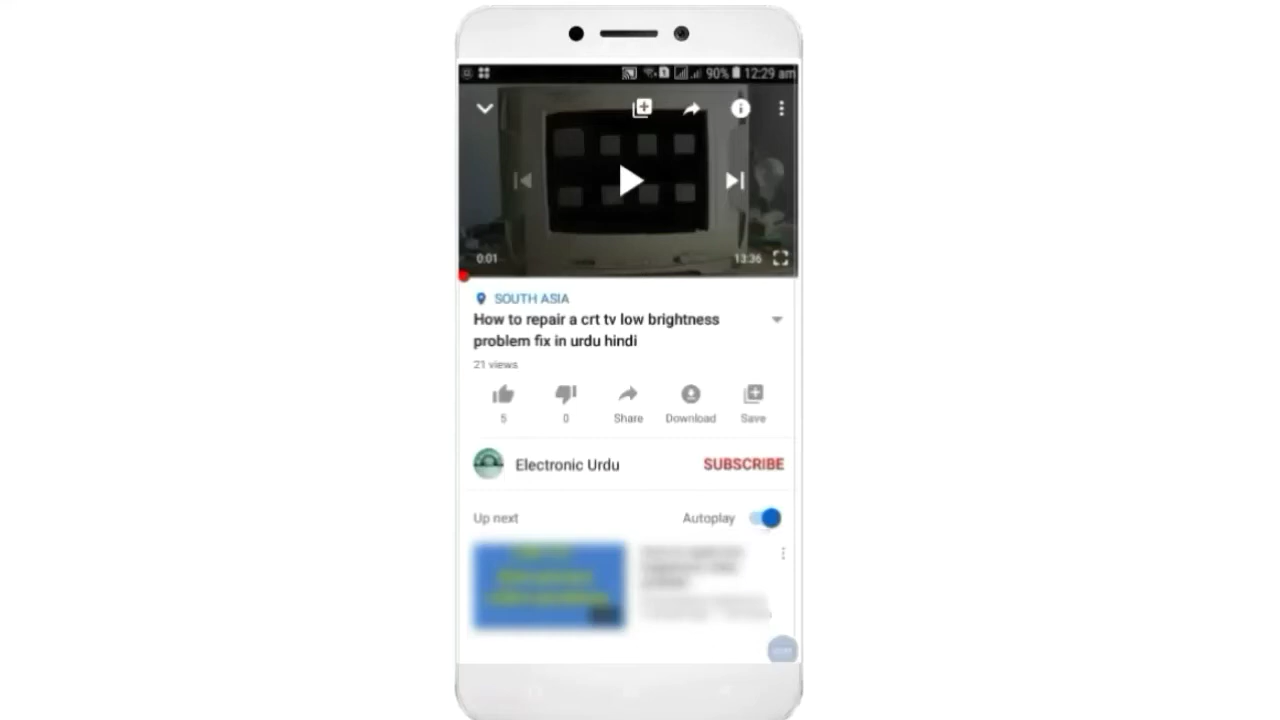 90% 12:29 am
0:01 13:36
SOUTH ASIA
How to repair a crt tv low brightness
problem fix in urdu hindi
21 views
5 0 Share Download Save
Electronic Urdu SUBSCRIBE
Up next Autoplay